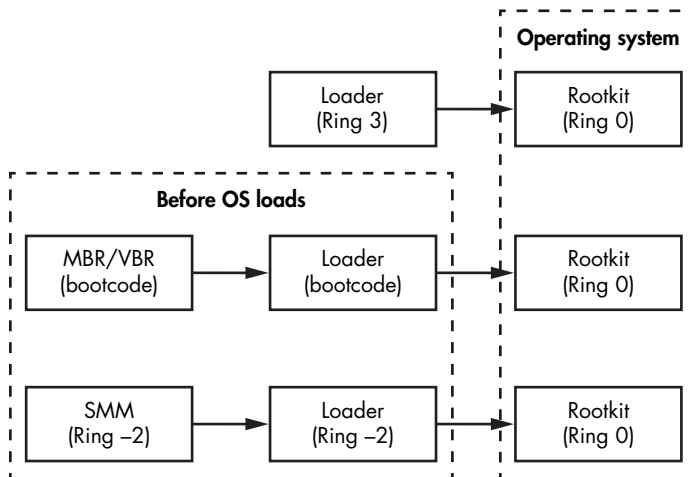 Operating system
Loader
(Ring 3)
Rootkit
(Ring 0)
Before OS loads
MBR/VBR
(bootcode)
Loader
(bootcode)
Rootkit
(Ring 0)
SMM
(Ring –2)
Loader
(Ring –2)
Rootkit
(Ring 0)